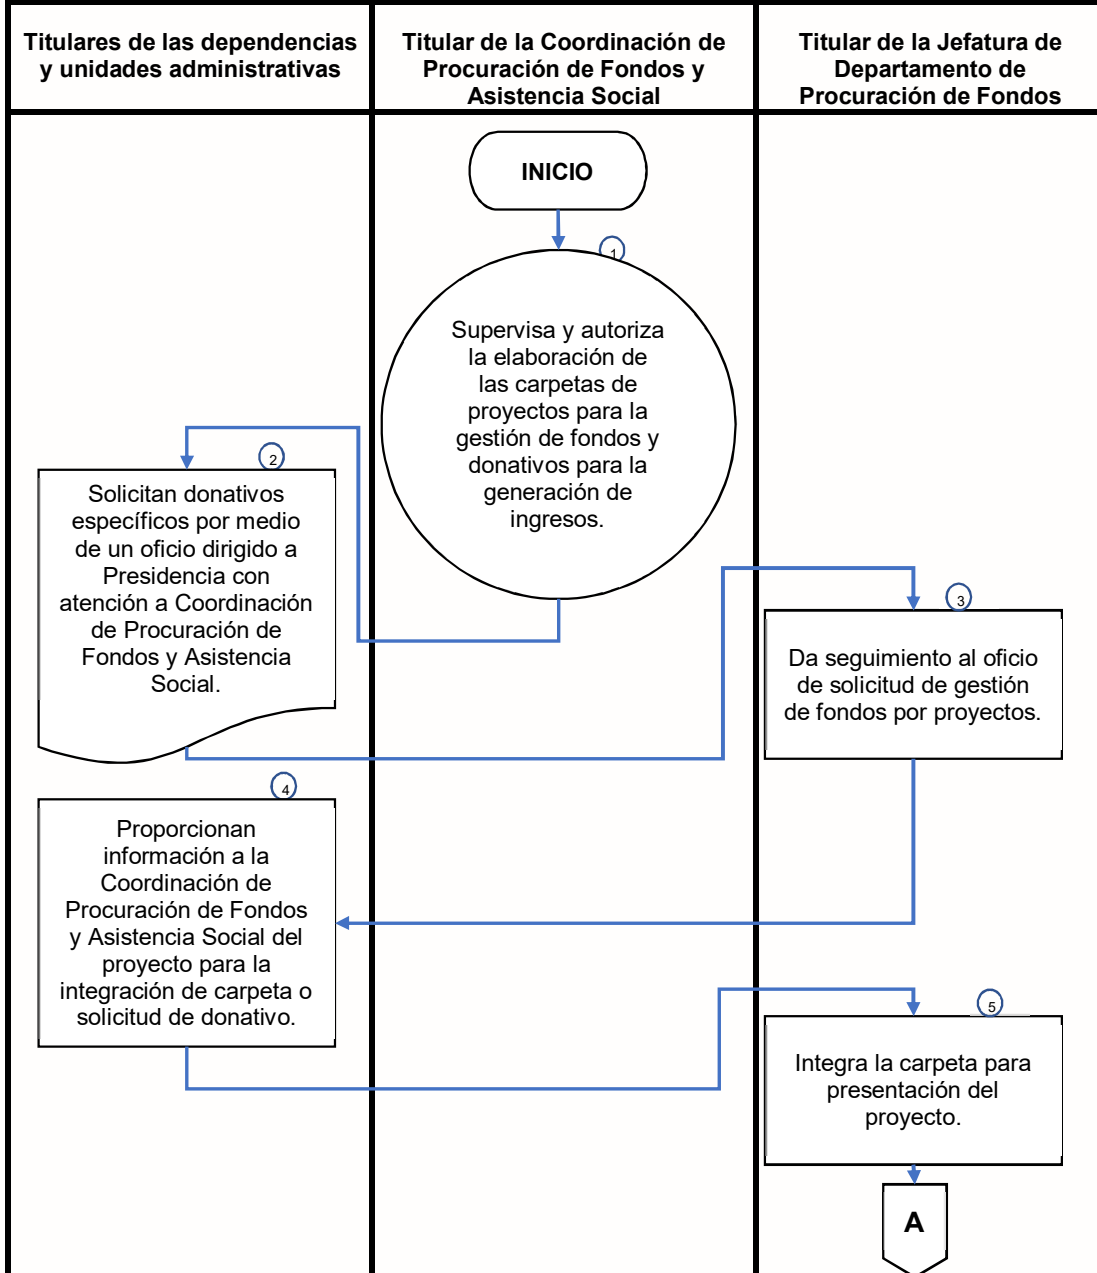 Titulares de las dependencias
y unidades administrativas
Titular de la Coordinación de
Procuración de Fondos y
Asistencia Social
Titular de la Jefatura de
Departamento de
Procuración de Fondos
INICIO
1
Supervisa y autoriza
la elaboración de
las carpetas de
proyectos para la
gestión de fondos y
donativos para la
generación de
ingresos.
2
Solicitan donativos
específicos por medio
de un oficio dirigido a
Presidencia con
atención a Coordinación
de Procuración de
Fondos y Asistencia
Social.
3
Da seguimiento al oficio
de solicitud de gestión
de fondos por proyectos.
4
Proporcionan
información a la
Coordinación de
Procuración de Fondos
y Asistencia Social del
proyecto para la
integración de carpeta o
solicitud de donativo.
5
Integra la carpeta para
presentación del
proyecto.
A